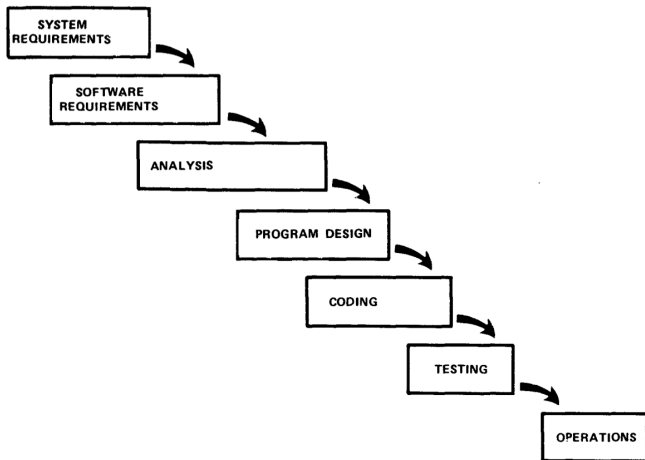 SYSTEM
REQUIREMENTS
SOFTWARE
REQUIREMENTS
ANALYSIS
PROGRAM DESIGN
CODING
TESTING
OPERATIONS